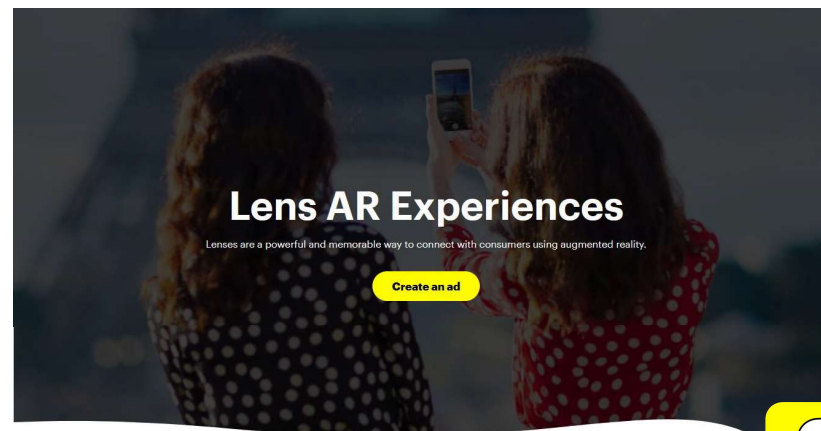 Lens AR Experiences
Lenses are a powerful and memorable way to connect with consumers using augmented reality.
Create an ad